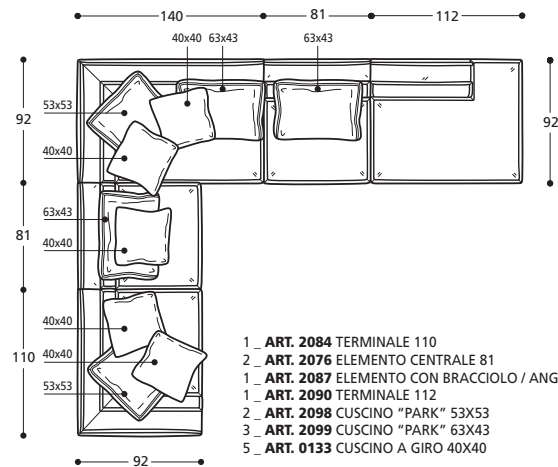 140 81 112
40x40 63x43 63x43
53x53
92
92
40x40
63x43
81
40x40
40x40
110
40x40
53x53
92
1 _ ART. 2084 TERMINALE 110
2 _ ART. 2076 ELEMENTO CENTRALE 81
1 _ ART. 2087 ELEMENTO CON BRACCIOLO / ANG
1 _ ART. 2090 TERMINALE 112
2 _ ART. 2098 CUSCINO “PARK” 53X53
3 _ ART. 2099 CUSCINO “PARK” 63X43
5 _ ART. 0133 CUSCINO A GIRO 40X40